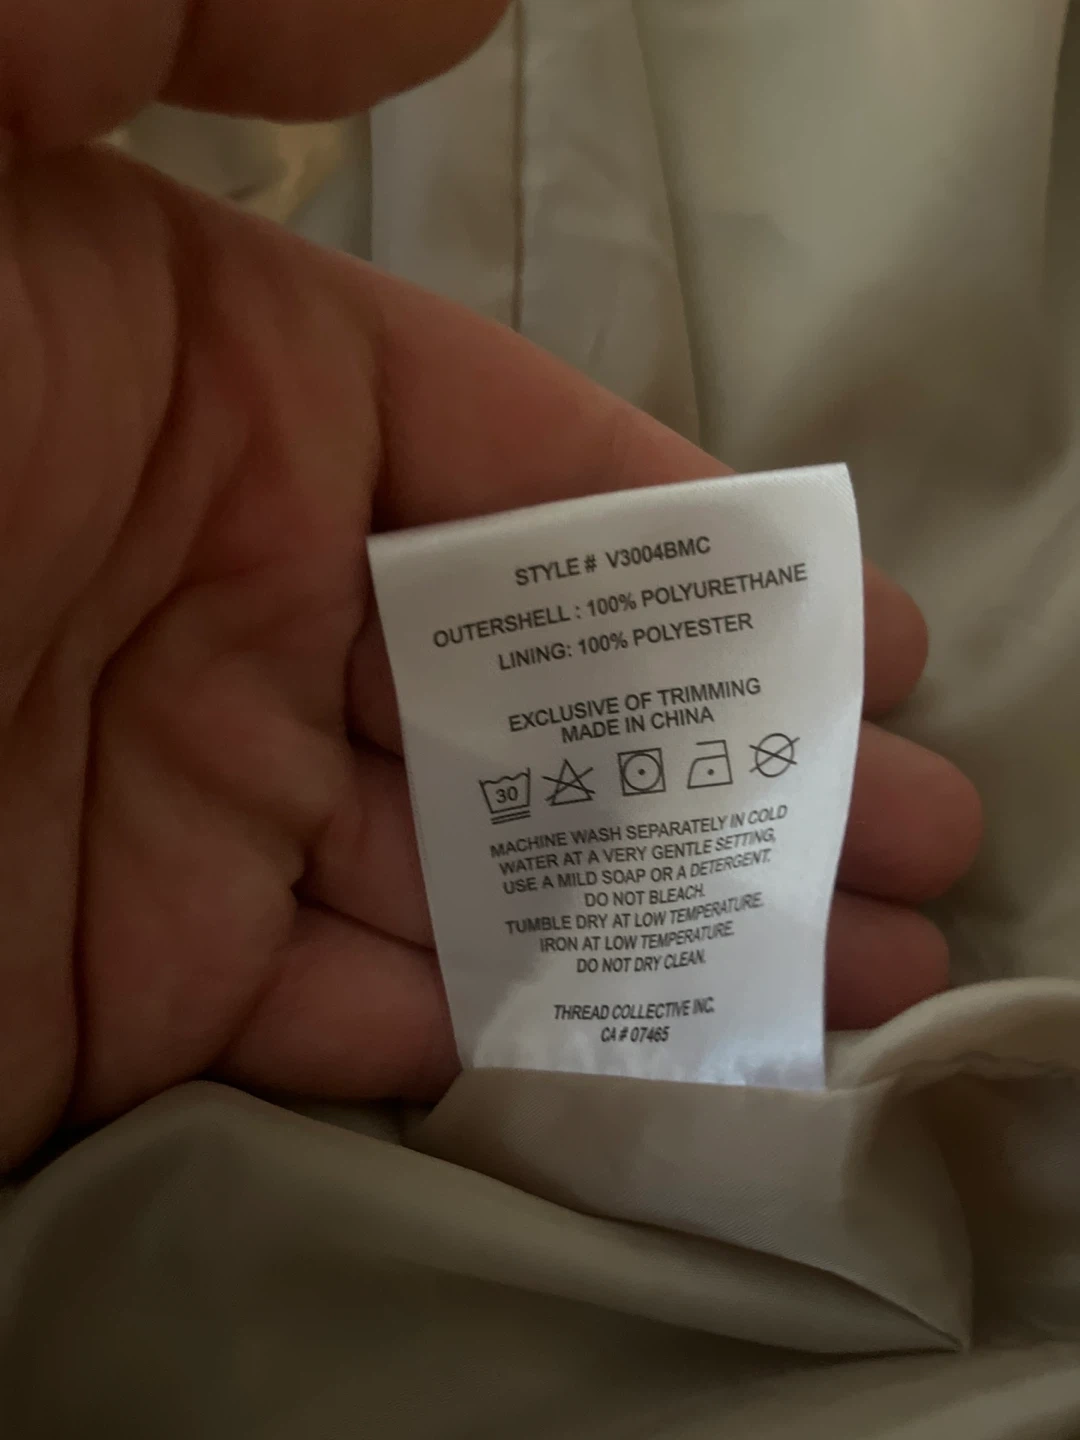 STYLE # V3004BMC
OUTERSHELL : 100% POLYURETHANE
LINING: 100% POLYESTER
EXCLUSIVE OF TRIMMING
MADE IN CHINA
30
MACHINE WASH SEPARATELY IN COLD
WATER AT A VERY GENTLE SETTING,
USE A MILD SOAP OR A DETERGENT.
DO NOT BLEACH.
TUMBLE DRY AT LOW TEMPERATURE.
IRON AT LOW TEMPERATURE.
DO NOT DRY CLEAN.
THREAD COLLECTIVE INC.
CA # 07465